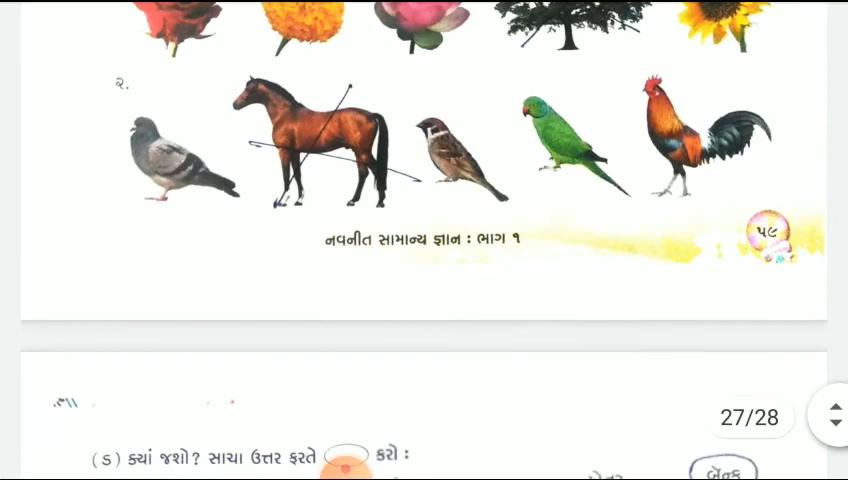 ૨.
નવનીત સામાન્ય જ્ઞાન : ભાગ ૧
૫૯
27/28
(ડ) ક્યાં જશો? સાચા ઉત્તર ફરતે કરો :
બૅન્ક